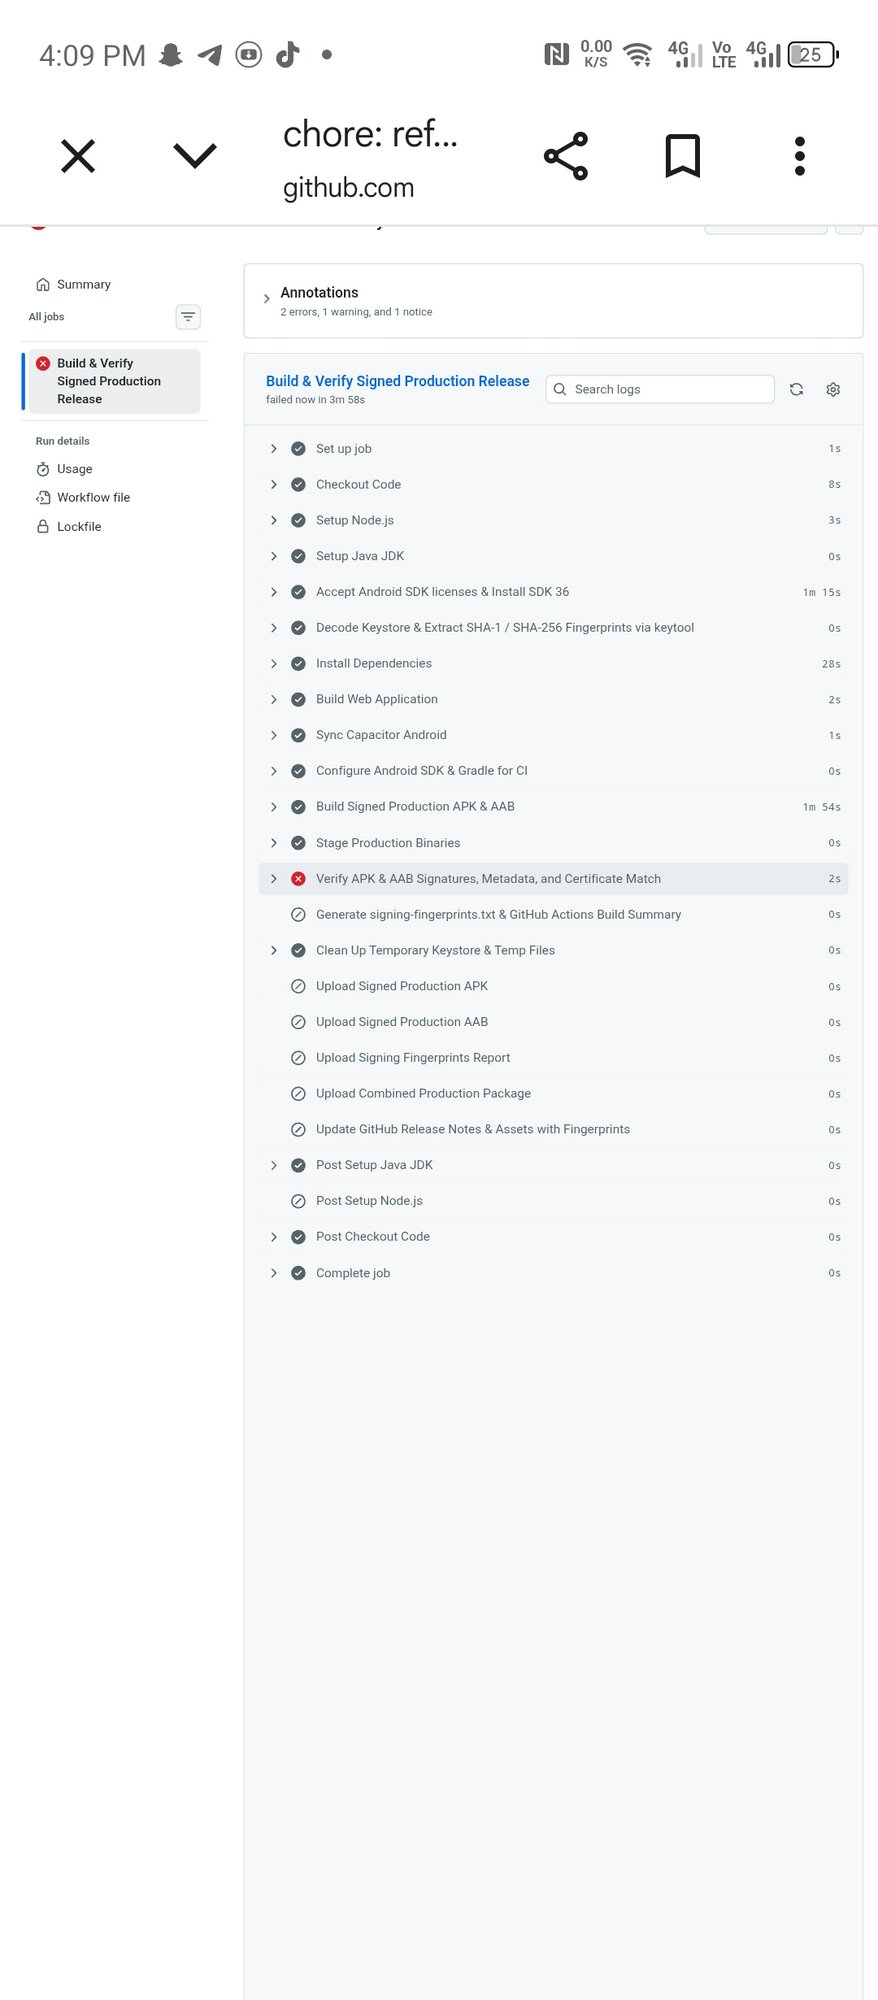 4:09 PM
0.00 K/S
4G
Vo LTE
4G
25
chore: ref...
github.com
Summary
All jobs
Build & Verify
Signed Production
Release
Run details
Usage
Workflow file
Lockfile
Annotations
2 errors, 1 warning, and 1 notice
Build & Verify Signed Production Release
failed now in 3m 58s
Search logs
Set up job 1s
Checkout Code 8s
Setup Node.js 3s
Setup Java JDK 0s
Accept Android SDK licenses & Install SDK 36 1m 15s
Decode Keystore & Extract SHA-1 / SHA-256 Fingerprints via keytool 0s
Install Dependencies 28s
Build Web Application 2s
Sync Capacitor Android 1s
Configure Android SDK & Gradle for CI 0s
Build Signed Production APK & AAB 1m 54s
Stage Production Binaries 0s
Verify APK & AAB Signatures, Metadata, and Certificate Match 2s
Generate signing-fingerprints.txt & GitHub Actions Build Summary 0s
Clean Up Temporary Keystore & Temp Files 0s
Upload Signed Production APK 0s
Upload Signed Production AAB 0s
Upload Signing Fingerprints Report 0s
Upload Combined Production Package 0s
Update GitHub Release Notes & Assets with Fingerprints 0s
Post Setup Java JDK 0s
Post Setup Node.js 0s
Post Checkout Code 0s
Complete job 0s